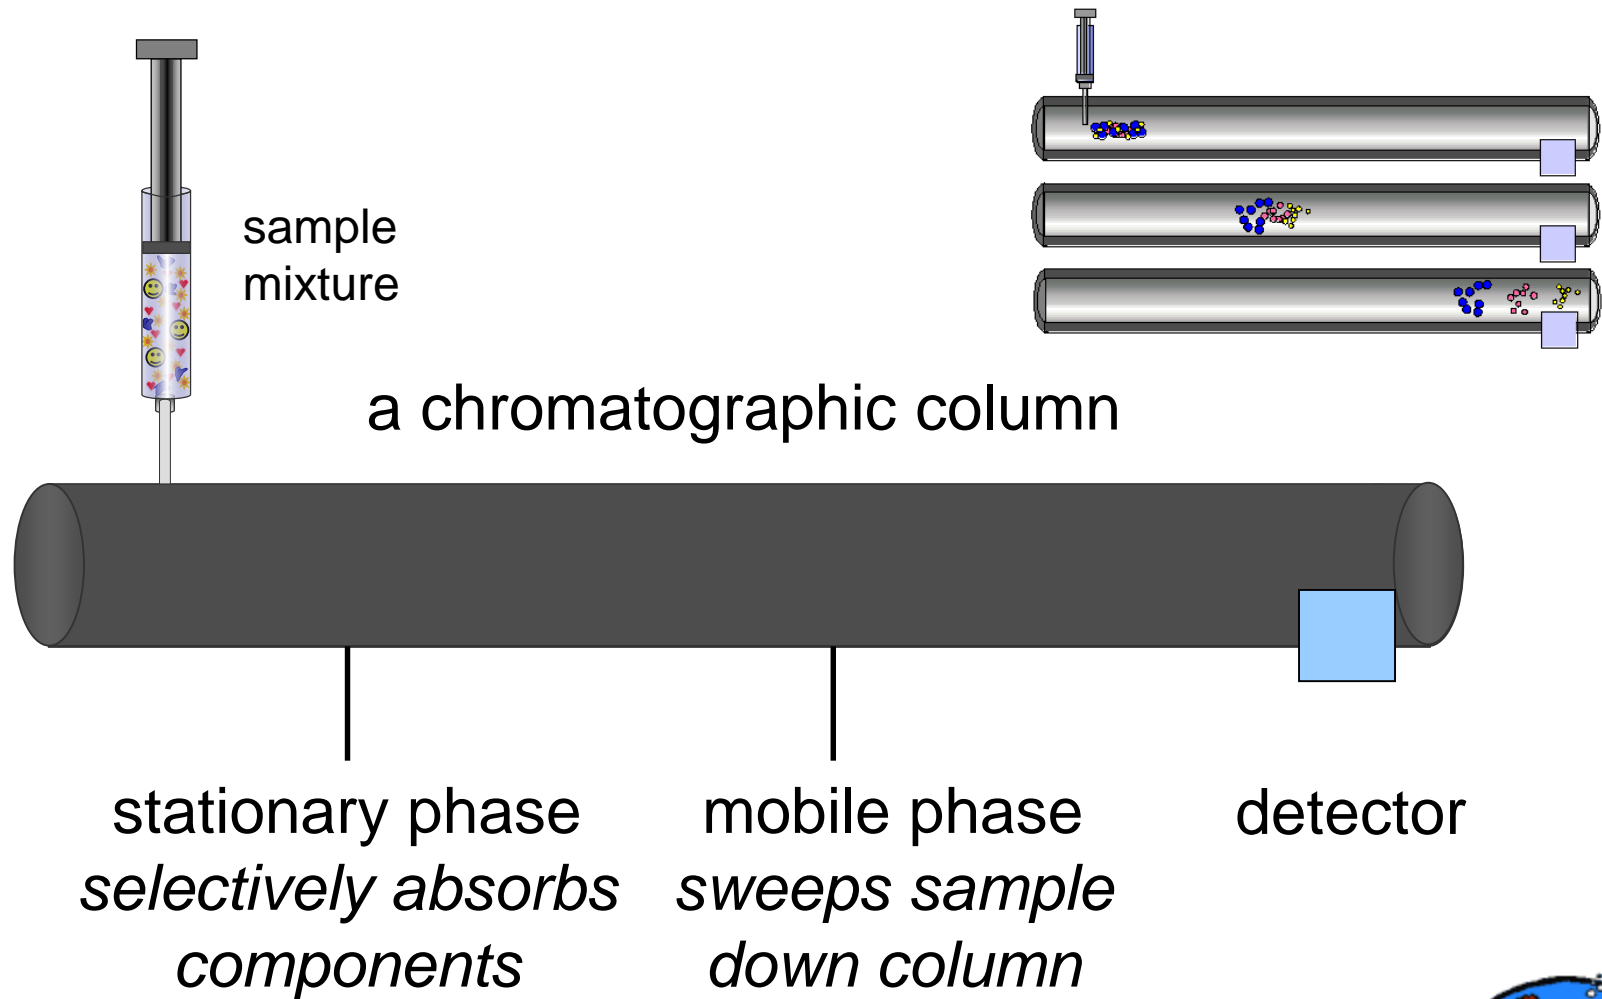 sample
mixture
a chromatographic column
stationary phase
selectively absorbs
components
mobile phase
sweeps sample
down column
detector